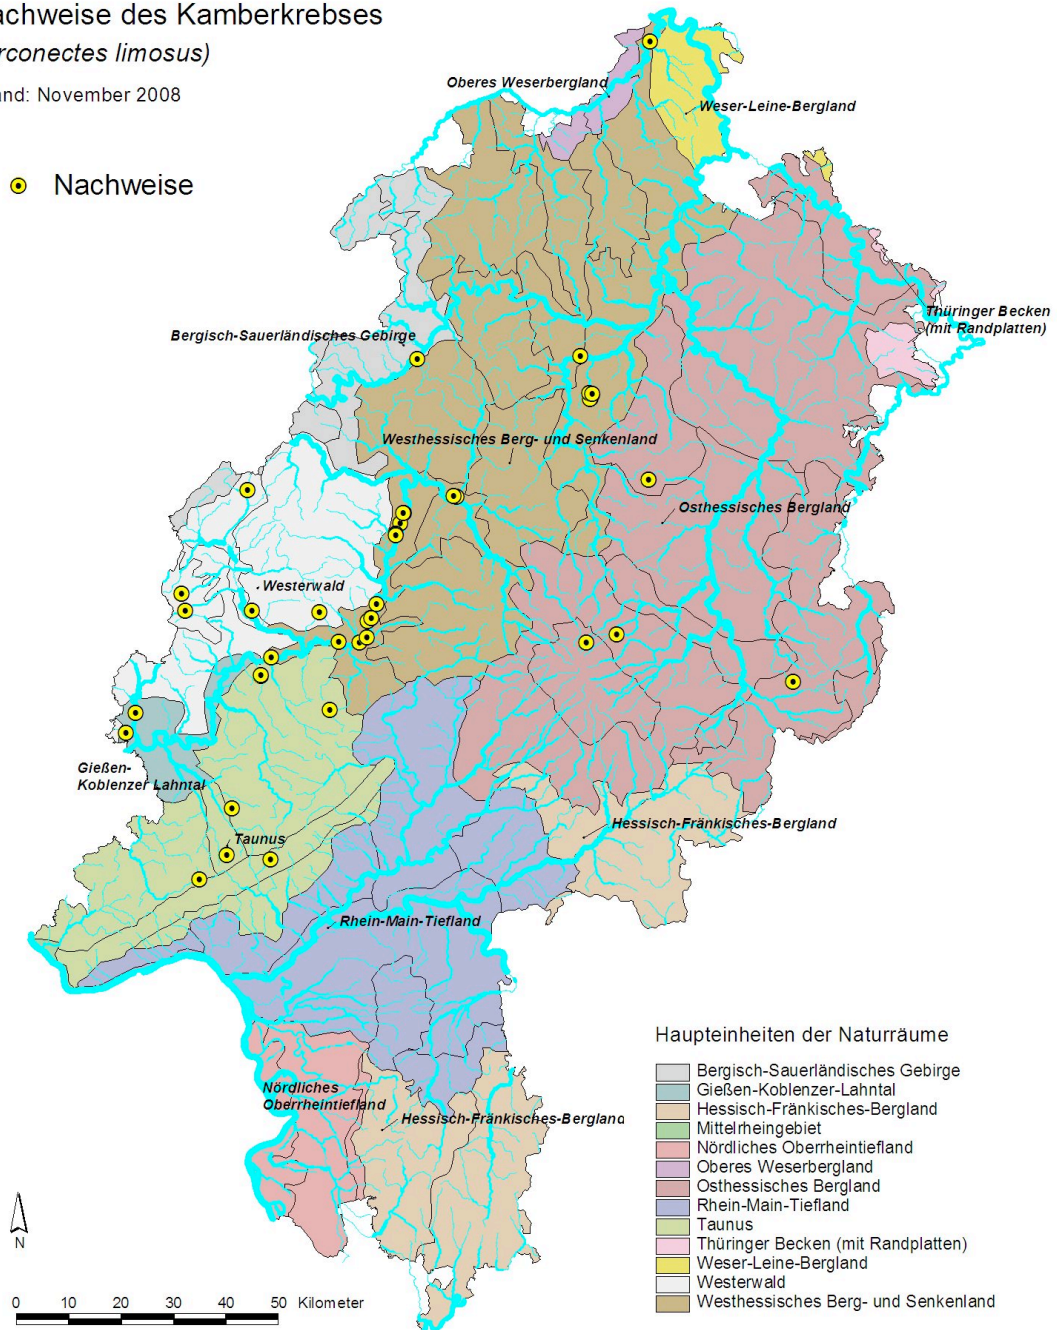 achweise des Kamberkrebses
rconectes limosus)
and: November 2008
Nachweise
Oberes Weserbergland
Weser-Leine-Bergland
Thüringer Becken
(mit Randplatten)
Bergisch-Sauerländisches Gebirge
Westhessisches Berg- und Senkenland
Osthessisches Bergland
Westerwald
Gießen-
Koblenzer Lahntal
Hessisch-Fränkisches-Bergland
Taunus
Rhein-Main-Tiefland
Nördliches
Oberrheintiefland
Hessisch-Fränkisches-Bergland
Haupteinheiten der Naturräume
Bergisch-Sauerländisches Gebirge
Gießen-Koblenzer-Lahntal
Hessisch-Fränkisches-Bergland
Mittelrheingebiet
Nördliches Oberrheintiefland
Oberes Weserbergland
Osthessisches Bergland
Rhein-Main-Tiefland
Taunus
Thüringer Becken (mit Randplatten)
Weser-Leine-Bergland
Westerwald
Westhessisches Berg- und Senkenland
N
0 10 20 30 40 50 Kilometer